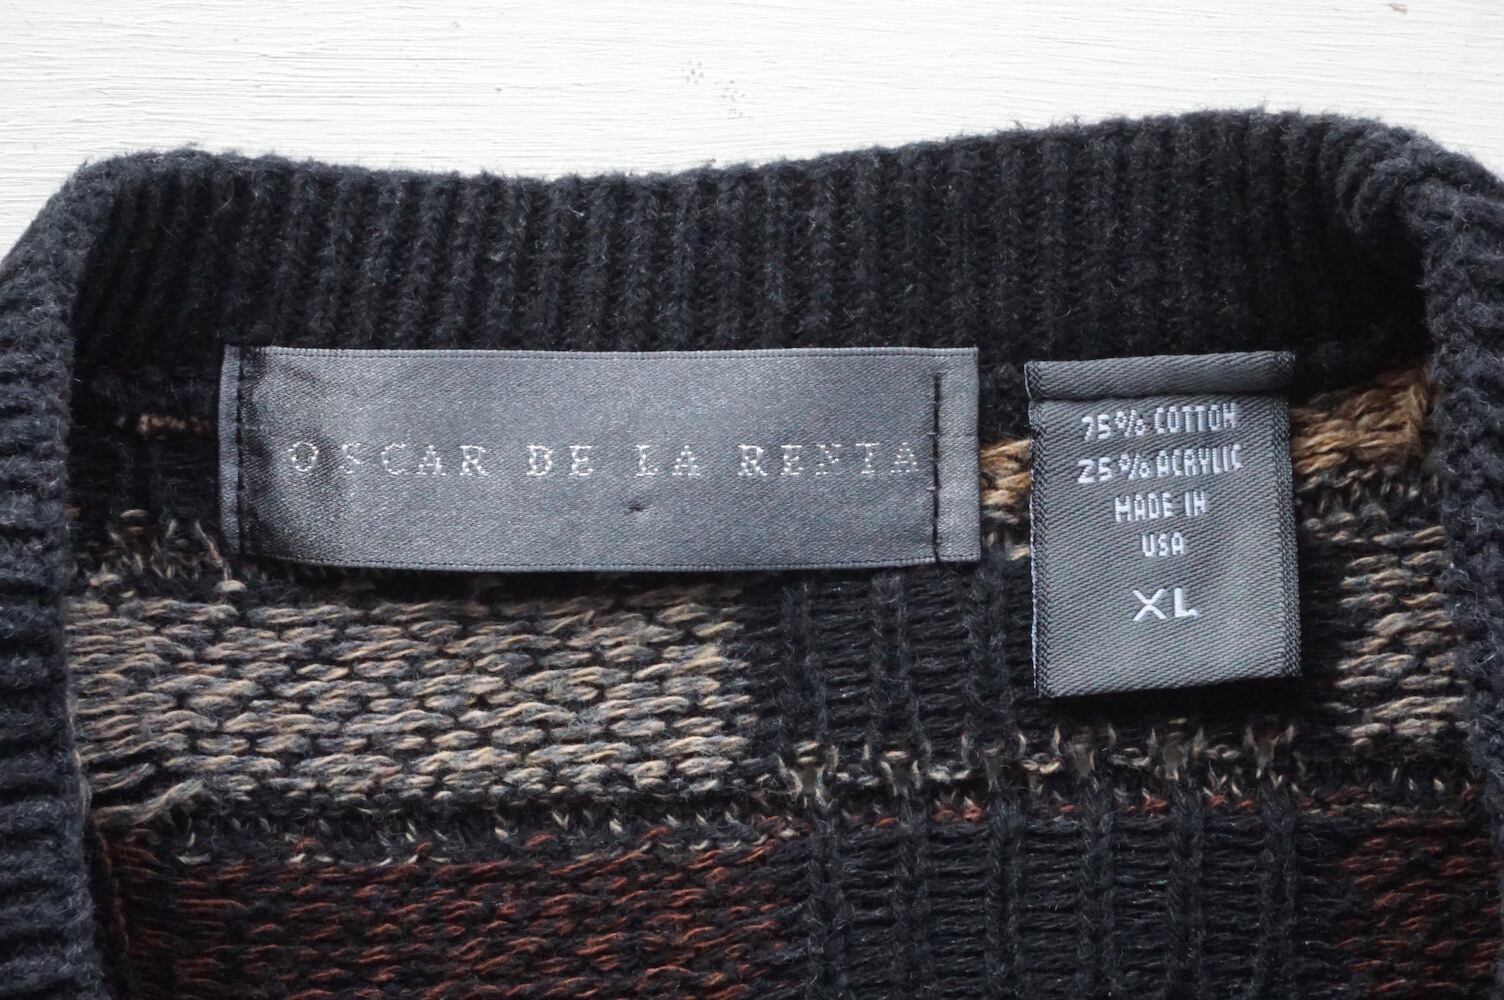 OSCAR DE LA RENTA
75% COTTON
25% ACRYLIC
MADE IN
USA
XL